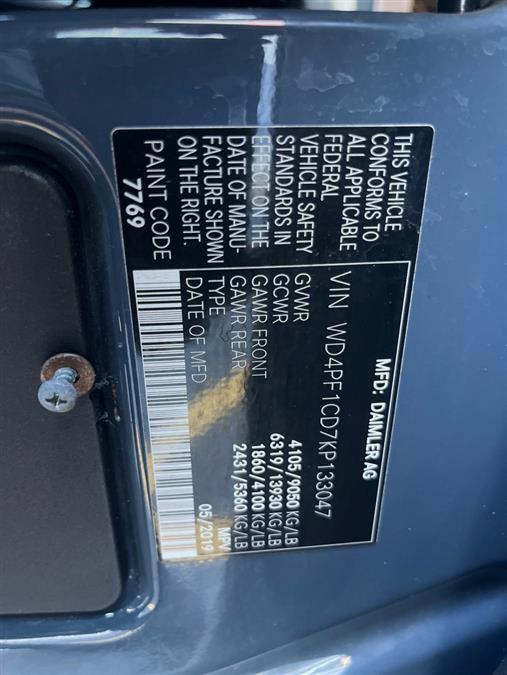 THIS VEHICLE
CONFORMS TO
ALL APPLICABLE
FEDERAL
VEHICLE SAFETY
STANDARDS IN
EFFECT ON THE
DATE OF MANU-
FACTURE SHOWN
ON THE RIGHT.
PAINT CODE
7769
MFD: DAIMLER AG
VIN WD4PF1CD7KP133047
GVWR 4105/9050 KG/LB
GCWR 6319/13930 KG/LB
GAWR FRONT 1860/4100 KG/LB
GAWR REAR 2431/5360 KG/LB
TYPE MPV
DATE OF MFD 05/2019